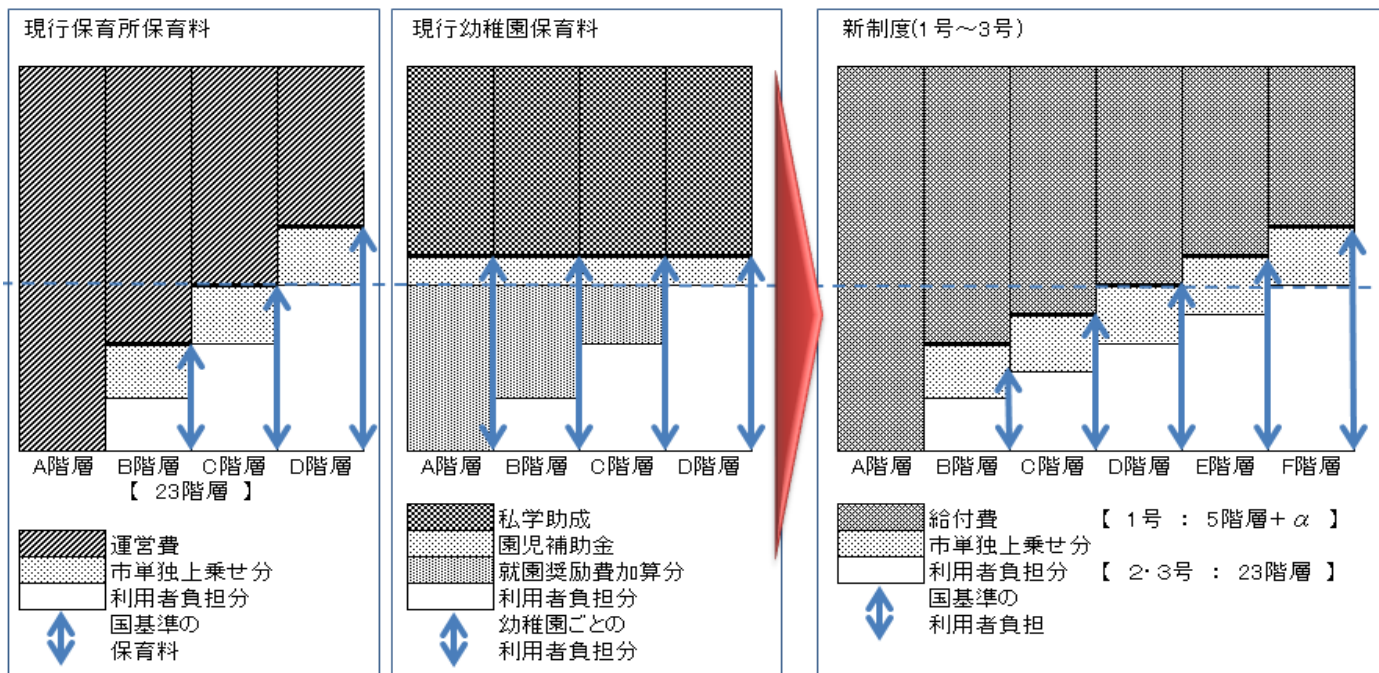 現行保育所保育料
A階層 B階層 C階層 D階層
【 23階層 】
運営費
市単独上乗せ分
利用者負担分
国基準の
保育料
現行幼稚園保育料
A階層 B階層 C階層 D階層
私学助成
園児補助金
就園奨励費加算分
利用者負担分
幼稚園ごとの
利用者負担分
新制度(1号～3号)
A階層 B階層 C階層 D階層 E階層 F階層
給付費 【 1号 : 5階層+α 】
市単独上乗せ分
利用者負担分 【 2・3号 : 23階層 】
国基準の
利用者負担